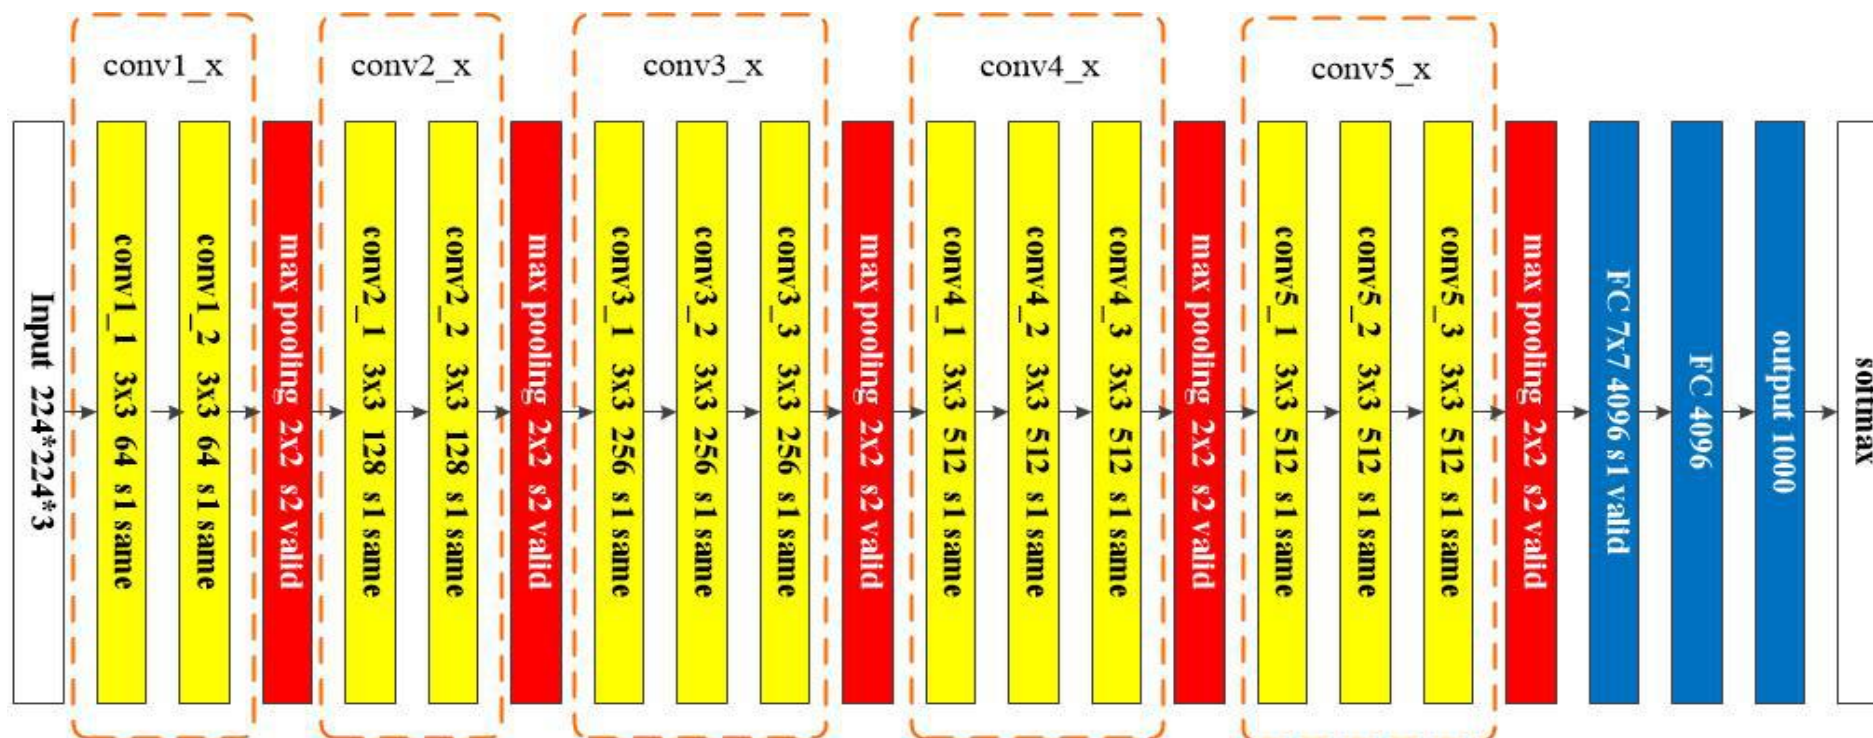 conv1_x
conv2_x
conv3_x
conv4_x
conv5_x
Input 224*224*3
conv1_1 3x3 64 s1 same
conv1_2 3x3 64 s1 same
max pooling 2x2 s2 valid
conv2_1 3x3 128 s1 same
conv2_2 3x3 128 s1 same
max pooling 2x2 s2 valid
conv3_1 3x3 256 s1 same
conv3_2 3x3 256 s1 same
conv3_3 3x3 256 s1 same
max pooling 2x2 s2 valid
conv4_1 3x3 512 s1 same
conv4_2 3x3 512 s1 same
conv4_3 3x3 512 s1 same
max pooling 2x2 s2 valid
conv5_1 3x3 512 s1 same
conv5_2 3x3 512 s1 same
conv5_3 3x3 512 s1 same
max pooling 2x2 s2 valid
FC 7x7 4096 s1 valid
FC 4096
output 1000
softmax